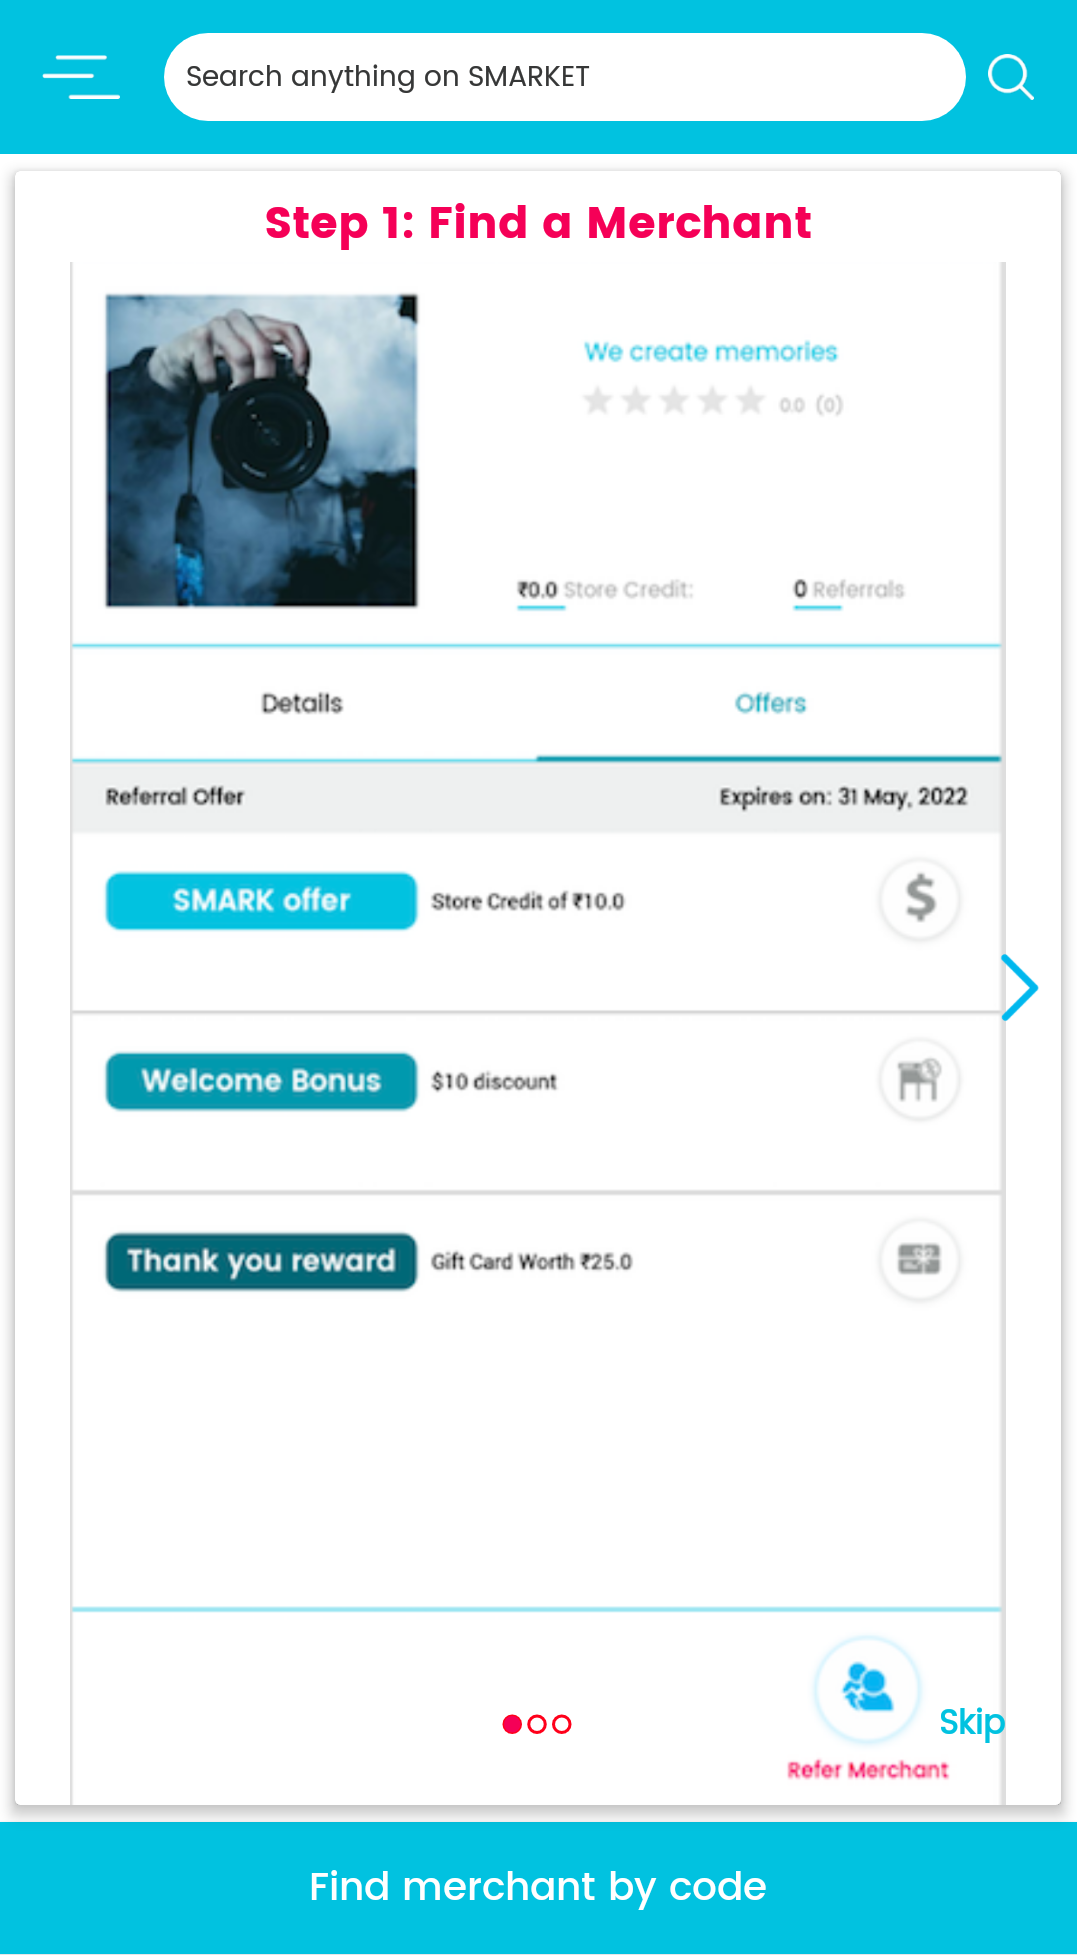 Search anything on SMARKET
Step 1: Find a Merchant
We create memories
0.0 (0)
₹0.0 Store Credit:
0 Referrals
Details
Offers
Referral Offer
Expires on: 31 May, 2022
SMARK offer
Store Credit of ₹10.0
$
Welcome Bonus
$10 discount
Thank you reward
Gift Card Worth ₹25.0
Skip
Refer Merchant
Find merchant by code